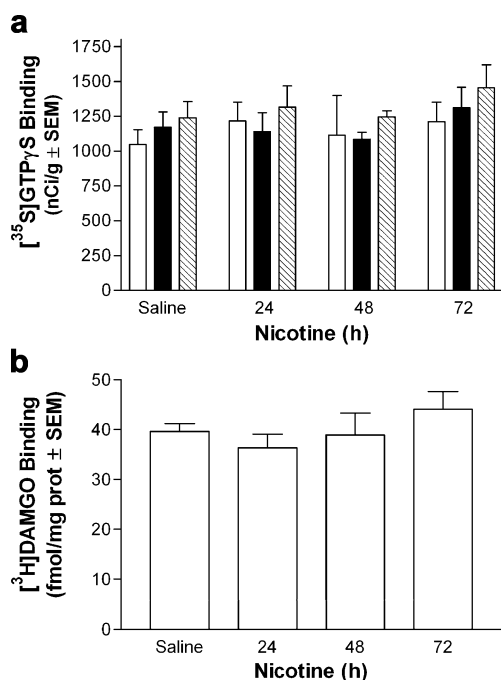 a
[35S]GTPγS Binding
(nCi/g ± SEM)
1750
1500
1250
1000
750
500
250
0
Saline 24 48 72
Nicotine (h)
b
[3H]DAMGO Binding
(fmol/mg prot ± SEM)
50
40
30
20
10
0
Saline 24 48 72
Nicotine (h)